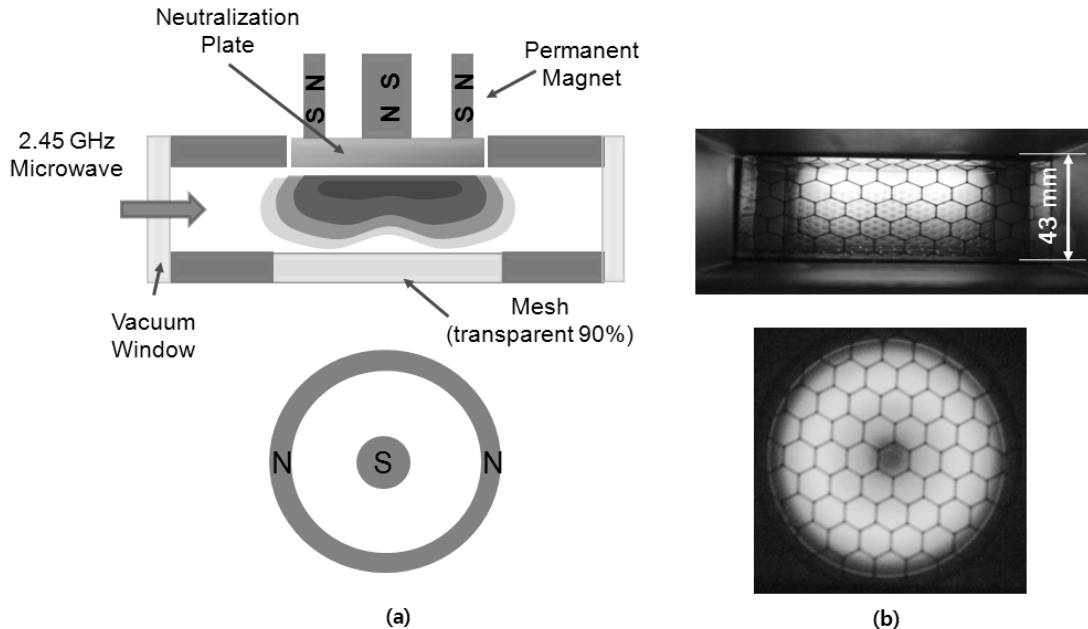 Neutralization
Plate
Permanent
Magnet
S N
N S
S N
2.45 GHz
Microwave
43 mm
Vacuum
Window
Mesh
(transparent 90%)
N
S
N
(a)
(b)